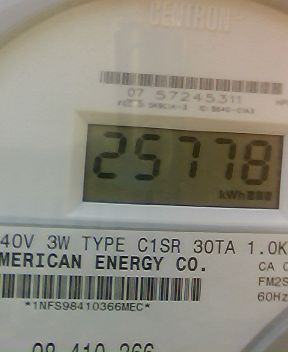 CENTRON
07 57245311
25778
kWh
40V 3W TYPE C1SR 30TA 1.0K
MERICAN ENERGY CO.
CA 0
FM2S
60Hz
*1NFS98410366MEC*
98 410 366